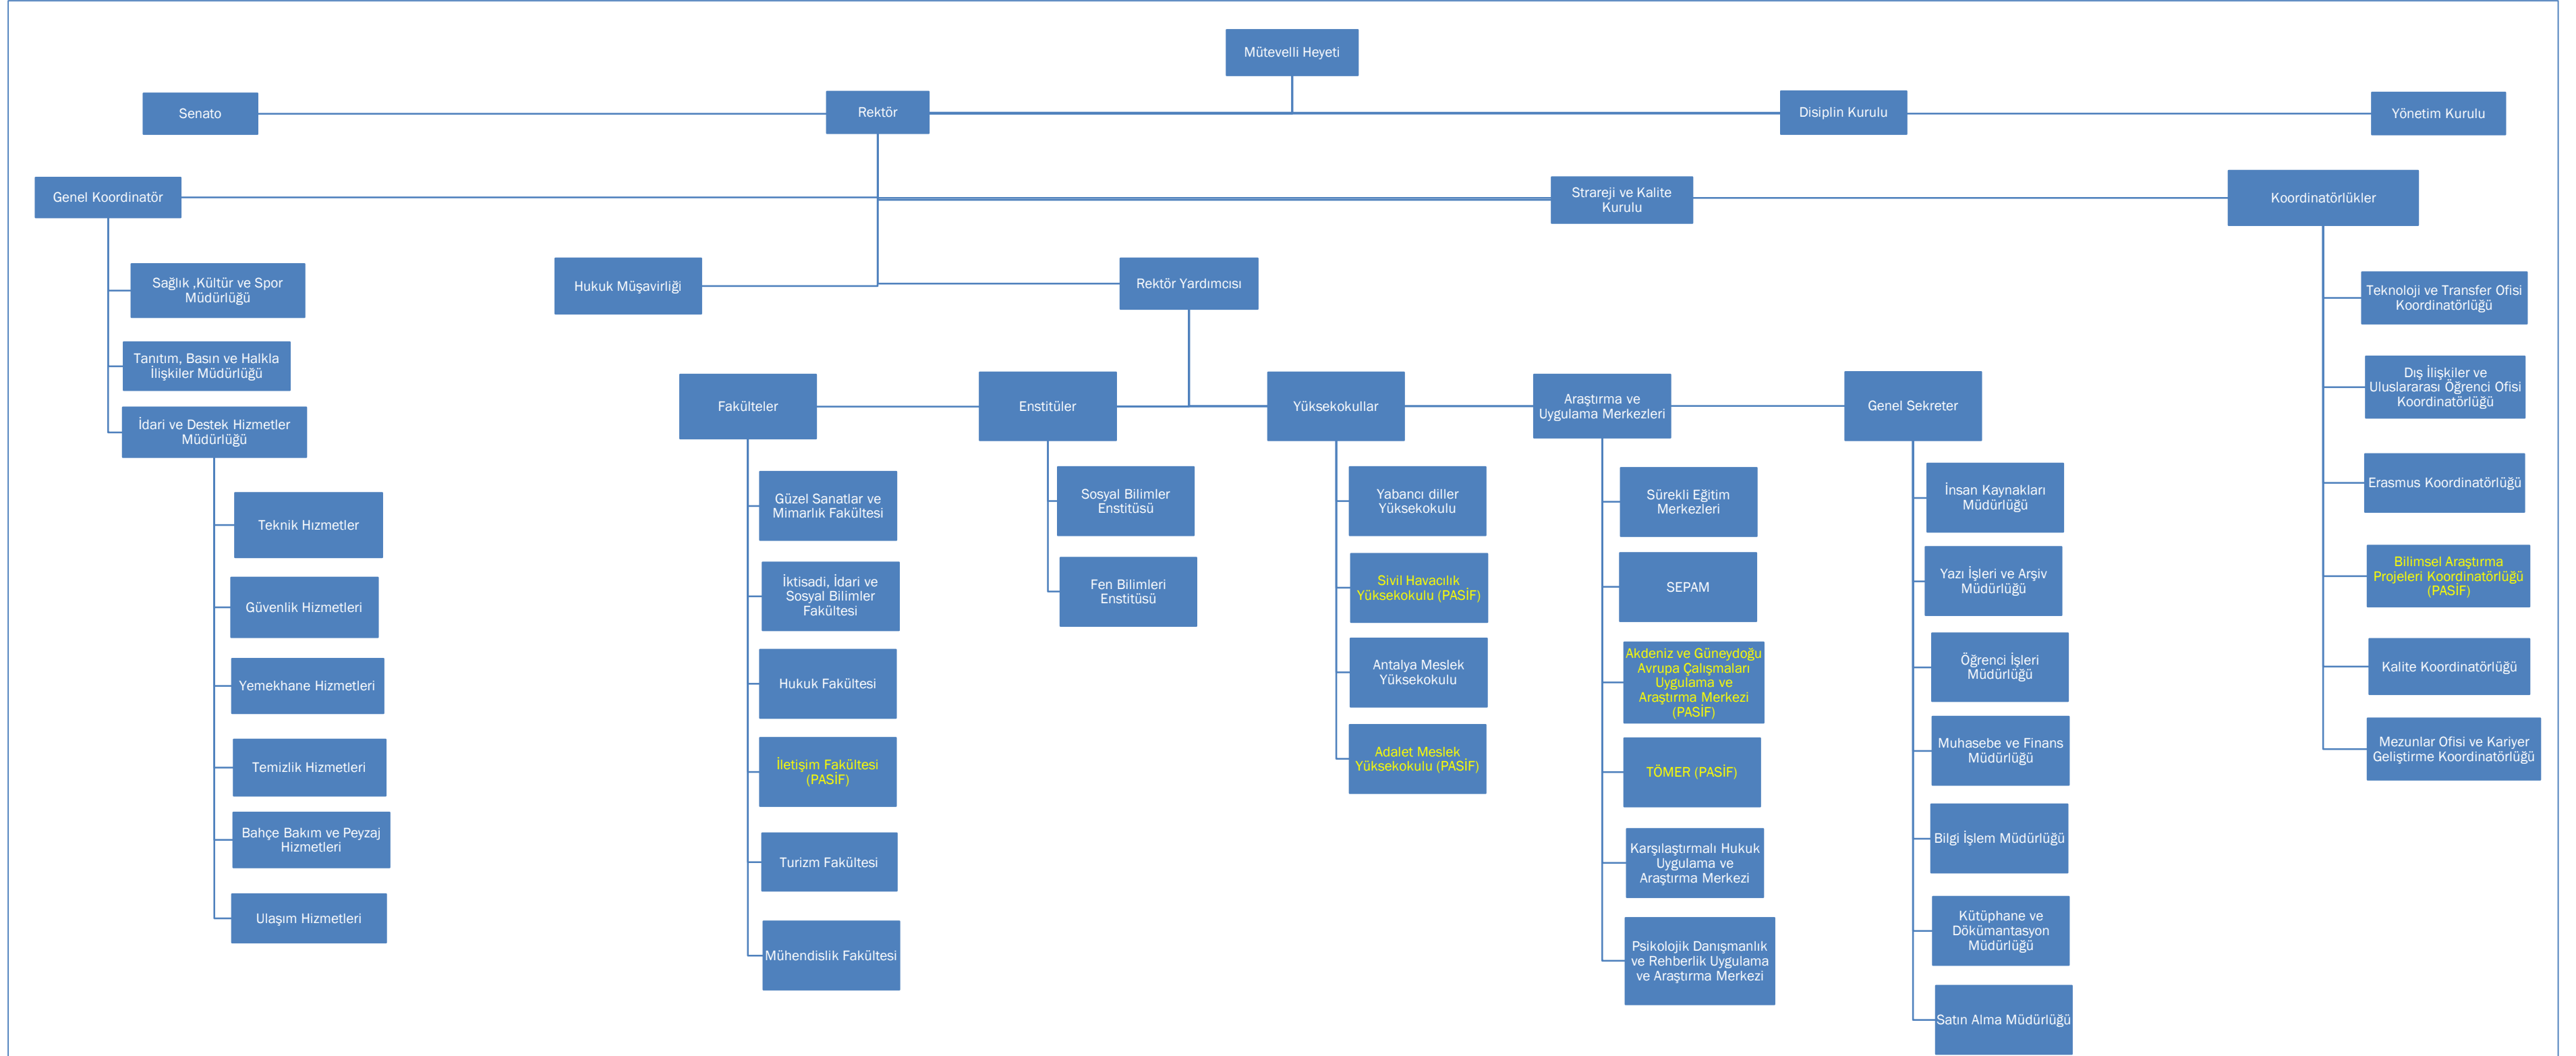 Mütevelli Heyeti
Senato
Rektör
Disiplin Kurulu
Yönetim Kurulu
Genel Koordinatör
Strareji ve Kalite
Kurulu
Koordinatörlükler
Hukuk Müşavirliği
Rektör Yardımcısı
Sağlık ,Kültür ve Spor
Müdürlüğü
Tanıtım, Basın ve Halkla
İlişkiler Müdürlüğü
İdari ve Destek Hizmetler
Müdürlüğü
Teknik Hızmetler
Güvenlik Hizmetleri
Yemekhane Hizmetleri
Temizlik Hizmetleri
Bahçe Bakım ve Peyzaj
Hizmetleri
Ulaşım Hizmetleri
Fakülteler
Güzel Sanatlar ve
Mimarlık Fakültesi
İktisadi, İdari ve
Sosyal Bilimler
Fakültesi
Hukuk Fakültesi
İletişim Fakültesi
(PASİF)
Turizm Fakültesi
Mühendislik Fakültesi
Enstitüler
Sosyal Bilimler
Enstitüsü
Fen Bilimleri
Enstitüsü
Yüksekokullar
Yabancı diller
Yüksekokulu
Sivil Havacılık
Yüksekokulu (PASİF)
Antalya Meslek
Yüksekokulu
Adalet Meslek
Yüksekokulu (PASİF)
Araştırma ve
Uygulama Merkezleri
Sürekli Eğitim
Merkezleri
SEPAM
Akdeniz ve Güneydoğu
Avrupa Çalışmaları
Uygulama ve
Araştırma Merkezi
(PASİF)
TÖMER (PASİF)
Karşılaştırmalı Hukuk
Uygulama ve
Araştırma Merkezi
Psikolojik Danışmanlık
ve Rehberlik Uygulama
ve Araştırma Merkezi
Genel Sekreter
İnsan Kaynakları
Müdürlüğü
Yazı İşleri ve Arşiv
Müdürlüğü
Öğrenci İşleri
Müdürlüğü
Muhasebe ve Finans
Müdürlüğü
Bilgi İşlem Müdürlüğü
Kütüphane ve
Dökümantasyon
Müdürlüğü
Satın Alma Müdürlüğü
Teknoloji ve Transfer Ofisi
Koordinatörlüğü
Dış İlişkiler ve
Uluslararası Öğrenci Ofisi
Koordinatörlüğü
Erasmus Koordinatörlüğü
Bilimsel Araştırma
Projeleri Koordinatörlüğü
(PASİF)
Kalite Koordinatörlüğü
Mezunlar Ofisi ve Kariyer
Geliştirme Koordinatörlüğü